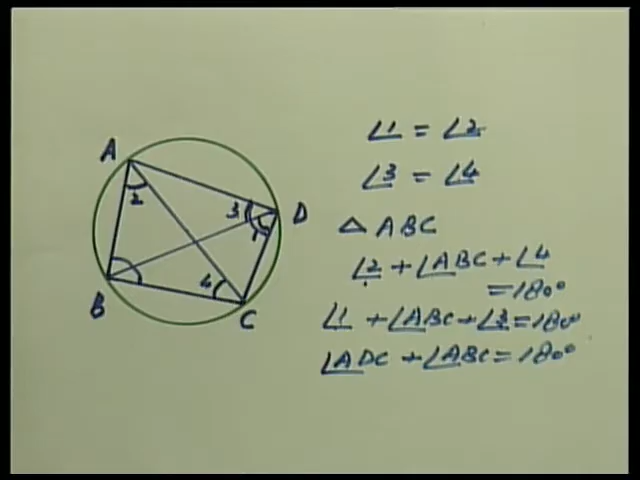 A
2
3
D
1
4
B
C
∠1 = ∠2
∠3 = ∠4
△ ABC
∠2 + ∠ABC + ∠4
= 180°
∠1 + ∠ABC + ∠3 = 180°
∠ADC + ∠ABC = 180°